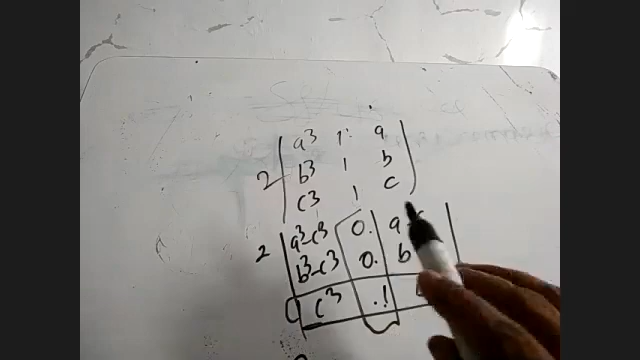 a³ 1 a
2 b³ 1 b
c³ 1 c
2 a³-c³ 0. a
b³-c³ 0. b
c³ .1